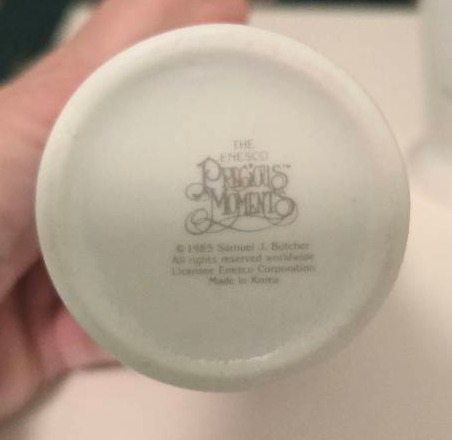 THE
ENESCO
PRECIOUS™
MOMENTS
© 1985 Samuel J. Butcher
All rights reserved worldwide
Licensee Enesco Corporation
Made in Korea